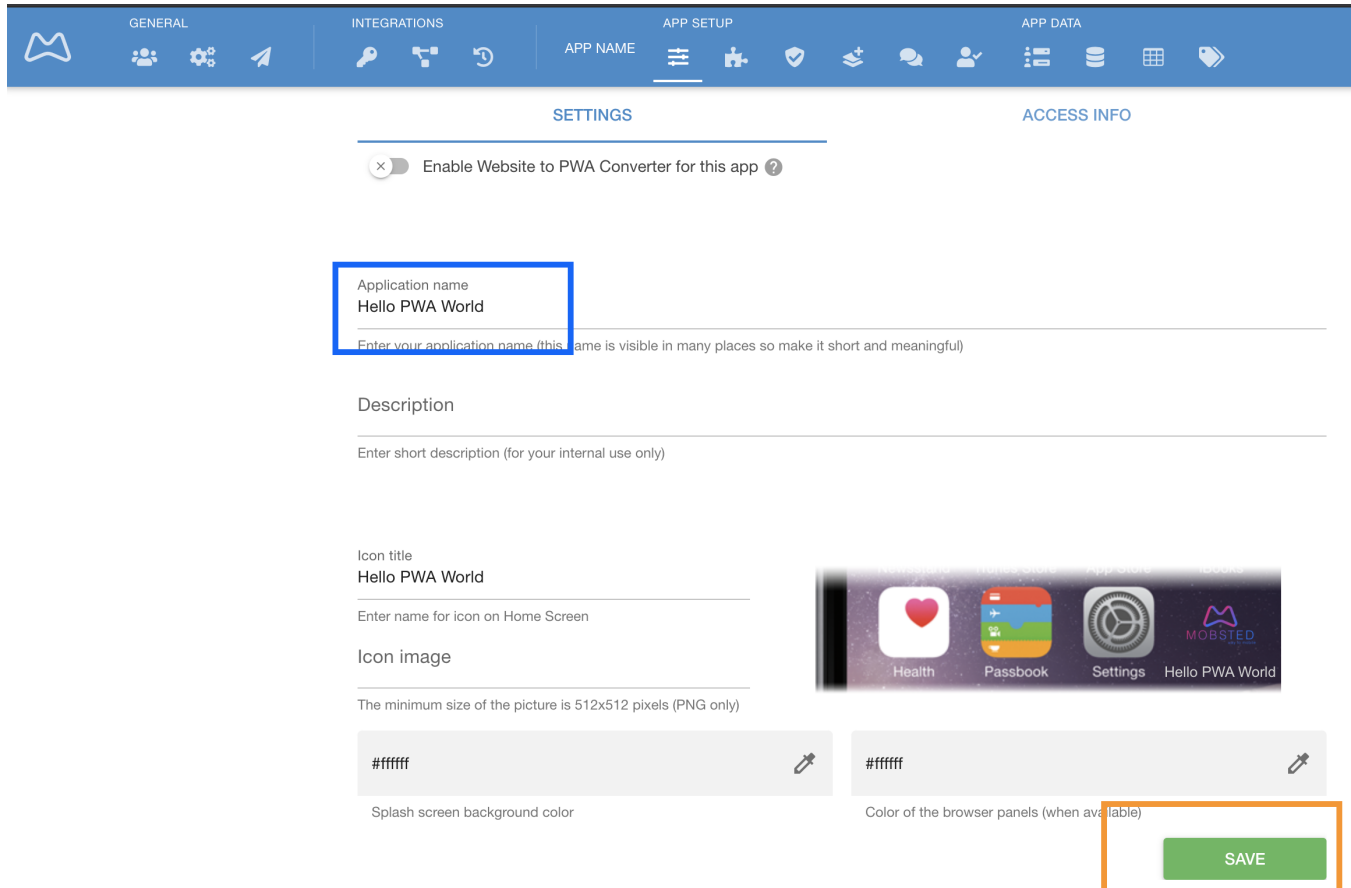 GENERAL INTEGRATIONS APP SETUP APP DATA
APP NAME
SETTINGS ACCESS INFO
Enable Website to PWA Converter for this app ?
Application name
Hello PWA World
Enter your application name (this name is visible in many places so make it short and meaningful)
Description
Enter short description (for your internal use only)
Icon title
Hello PWA World
Enter name for icon on Home Screen
Icon image
The minimum size of the picture is 512x512 pixels (PNG only)
MOBSTED
Health Passbook Settings Hello PWA World
#ffffff #ffffff
Splash screen background color Color of the browser panels (when available)
SAVE